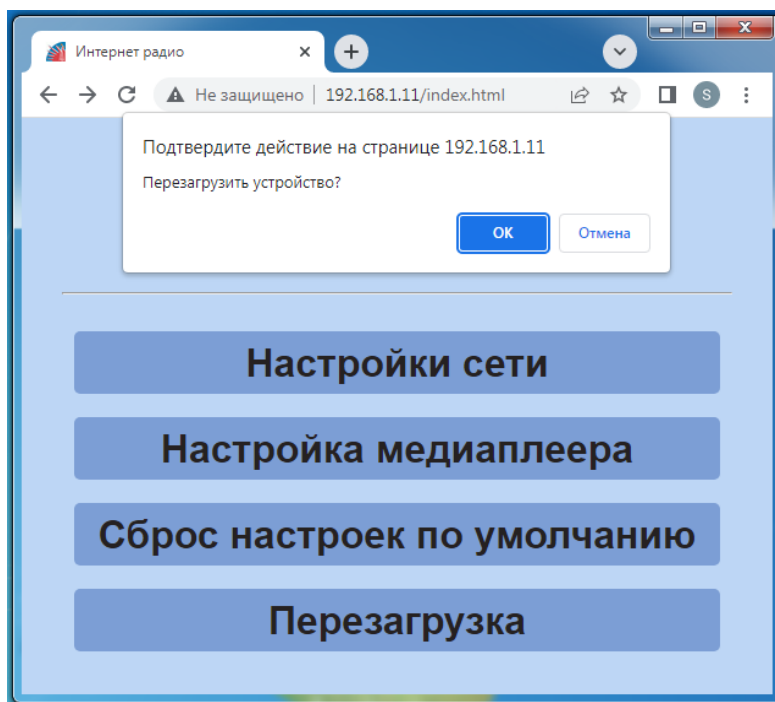 Интернет радио
Не защищено | 192.168.1.11/index.html
S
Подтвердите действие на странице 192.168.1.11
Перезагрузить устройство?
ОК
Отмена
Настройки сети
Настройка медиаплеера
Сброс настроек по умолчанию
Перезагрузка